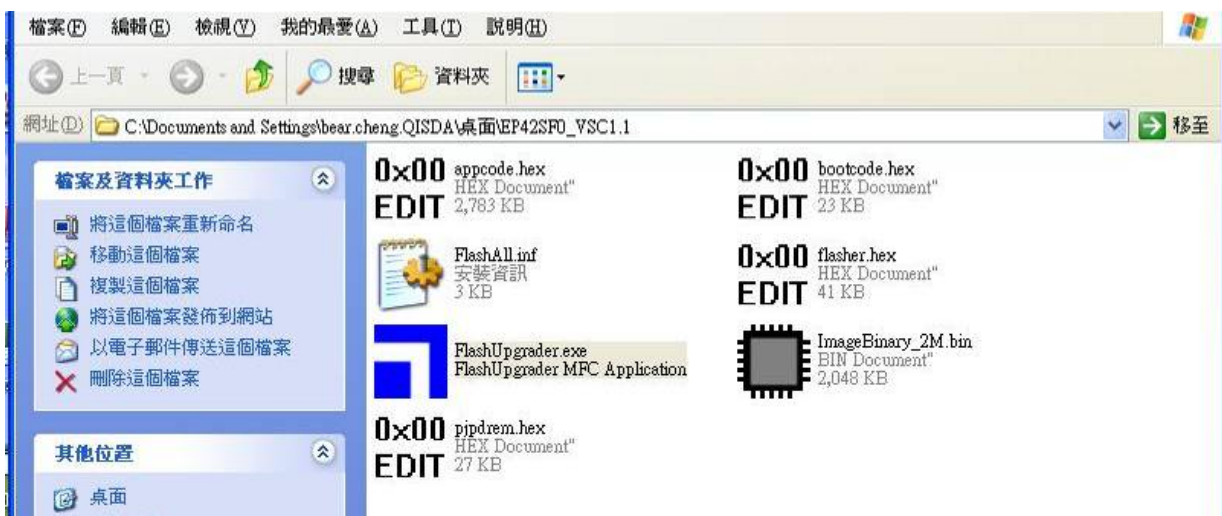 檔案(F) 編輯(E) 檢視(V) 我的最愛(A) 工具(T) 說明(H)
上一頁 搜尋 資料夾
網址(D) C:\Documents and Settings\bear.cheng.QISDA\桌面\EP42SF0_VSC1.1 移至
檔案及資料夾工作
將這個檔案重新命名
移動這個檔案
複製這個檔案
將這個檔案發佈到網站
以電子郵件傳送這個檔案
刪除這個檔案
其他位置
桌面
0x00 EDIT
appcode.hex
HEX Document"
2,783 KB
0x00 EDIT
bootcode.hex
HEX Document"
23 KB
FlashAll.inf
安裝資訊
3 KB
0x00 EDIT
flasher.hex
HEX Document"
41 KB
FlashUpgrader.exe
FlashUpgrader MFC Application
ImageBinary_2M.bin
BIN Document"
2,048 KB
0x00 EDIT
pjpdrem.hex
HEX Document"
27 KB